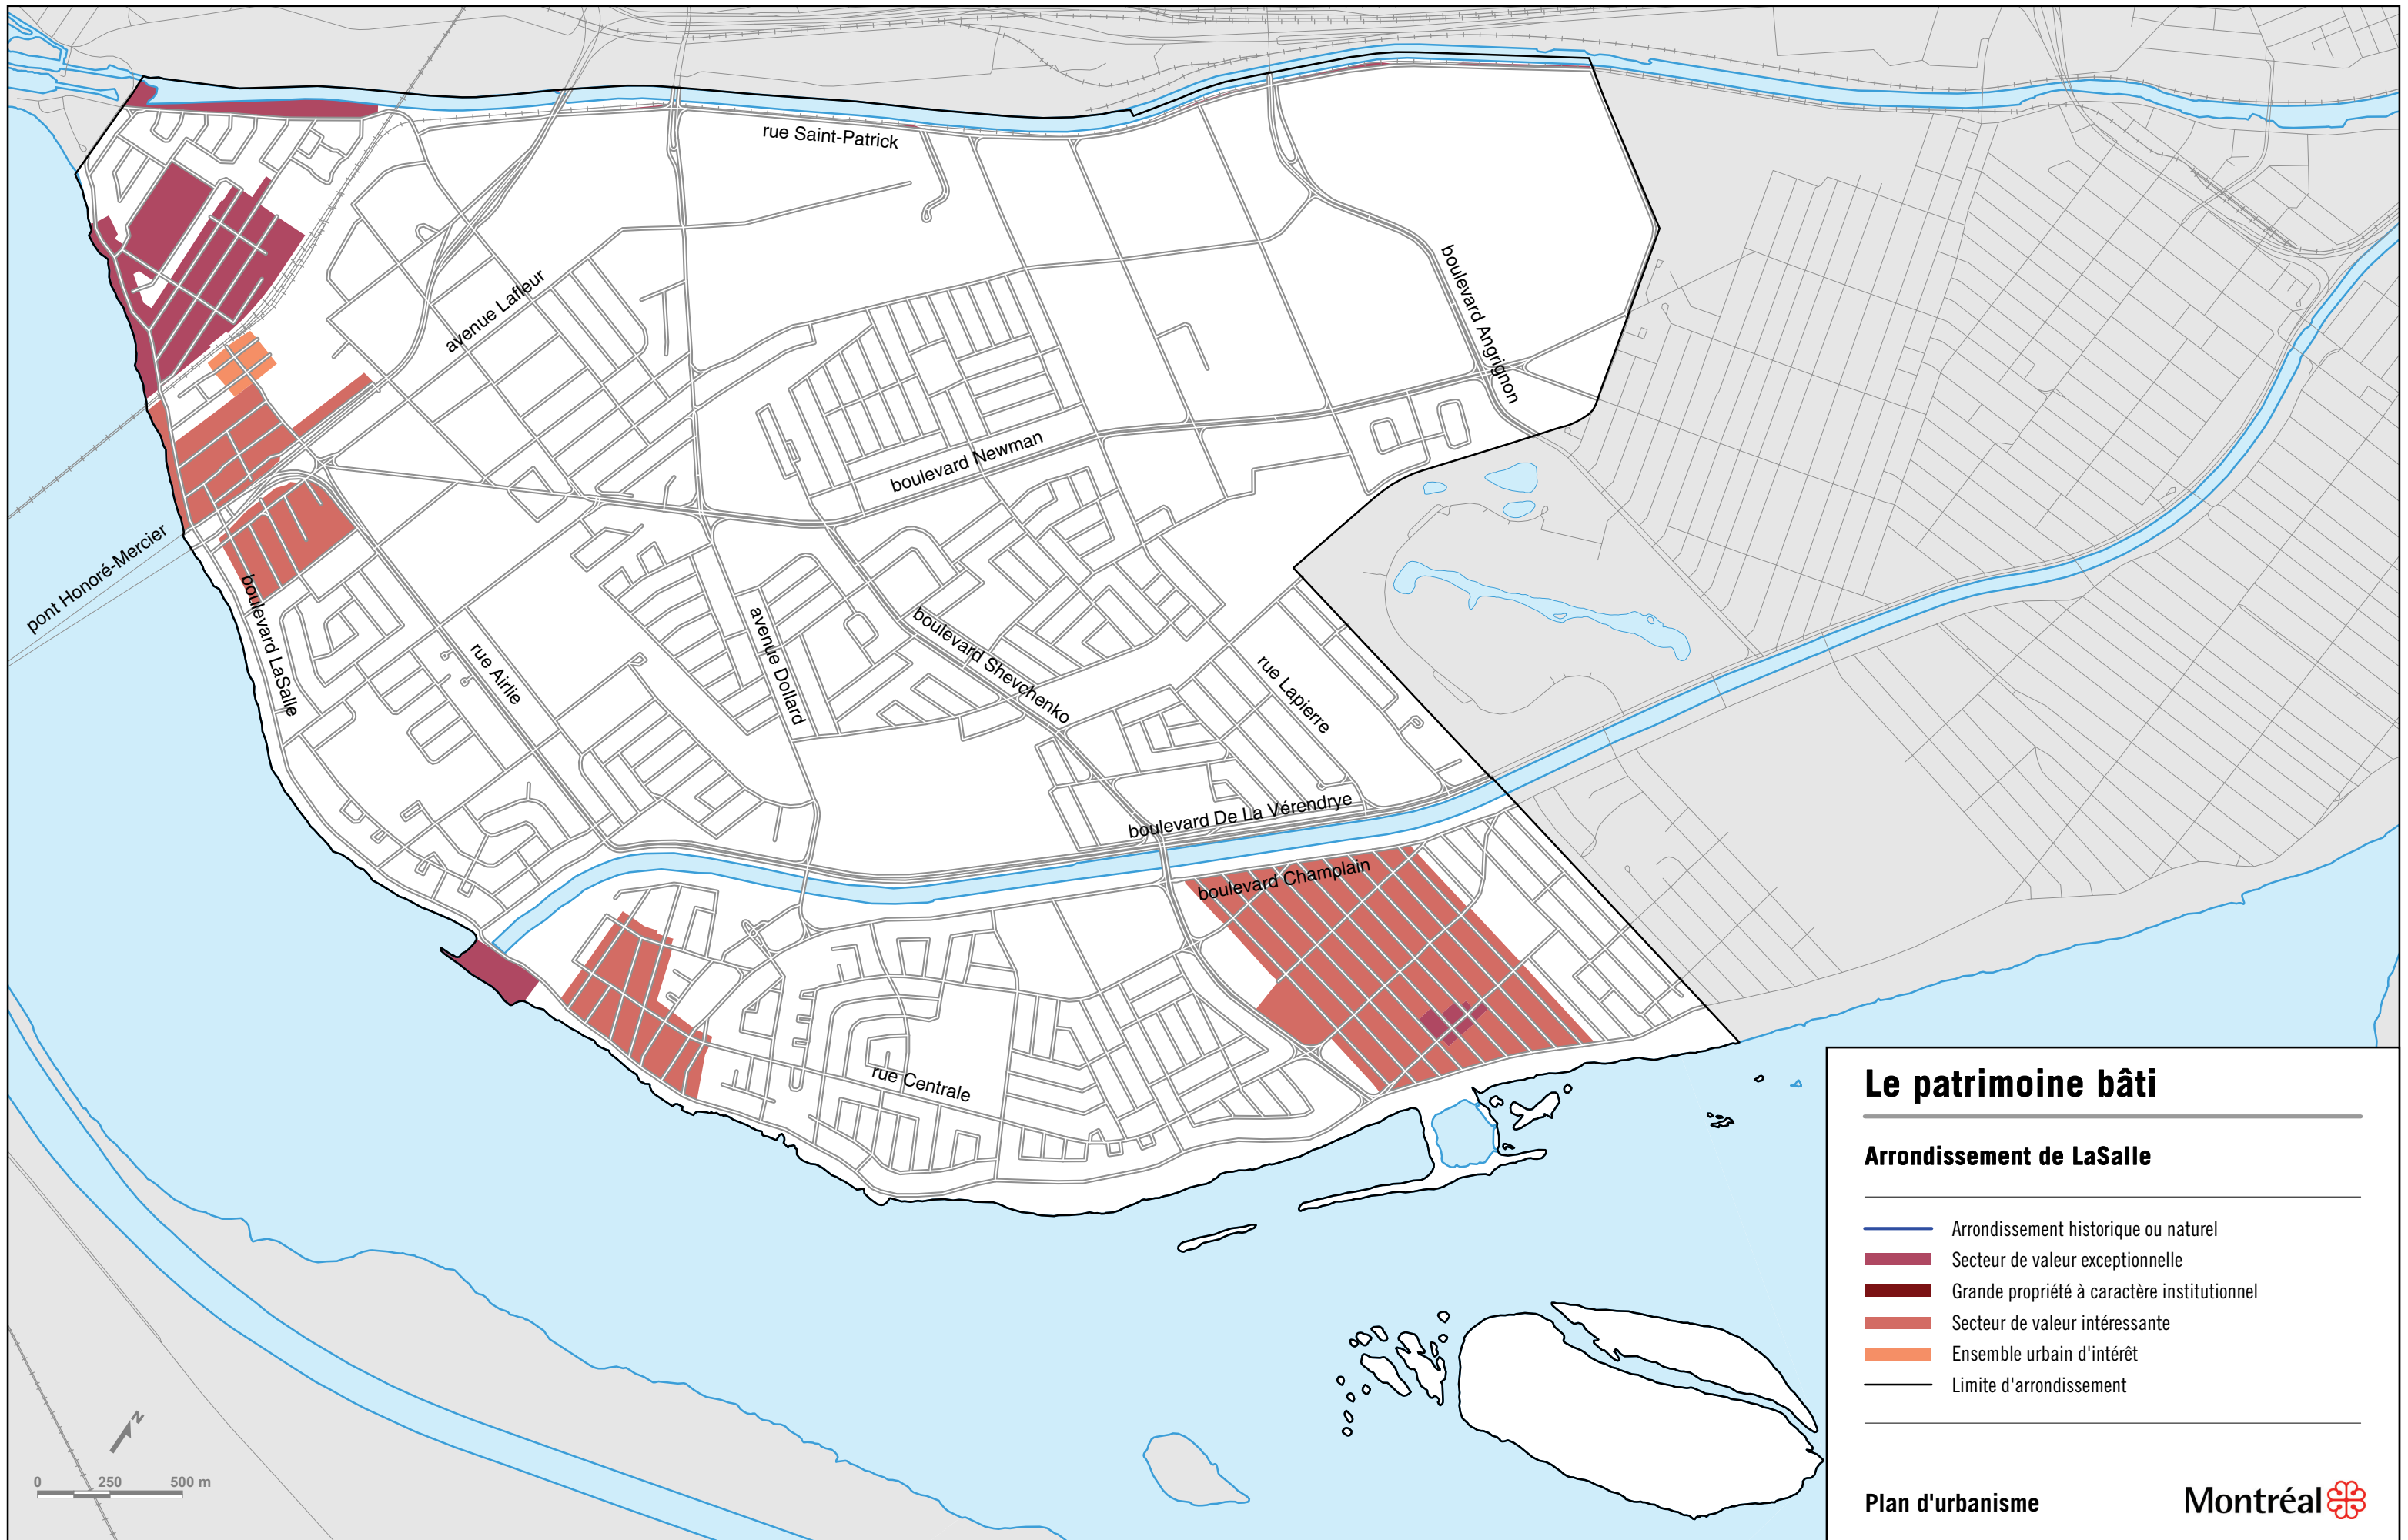 rue Saint-Patrick
boulevard Angrignon
avenue Lafleur
boulevard Newman
pont Honoré-Mercier
boulevard LaSalle
rue Airlie
avenue Dollard
boulevard Shevchenko
rue Lapierre
boulevard De La Vérendrye
boulevard Champlain
rue Centrale
Le patrimoine bâti
Arrondissement de LaSalle
Arrondissement historique ou naturel
Secteur de valeur exceptionnelle
Grande propriété à caractère institutionnel
Secteur de valeur intéressante
Ensemble urbain d'intérêt
Limite d'arrondissement
N
0 250 500 m
Plan d'urbanisme
Montréal